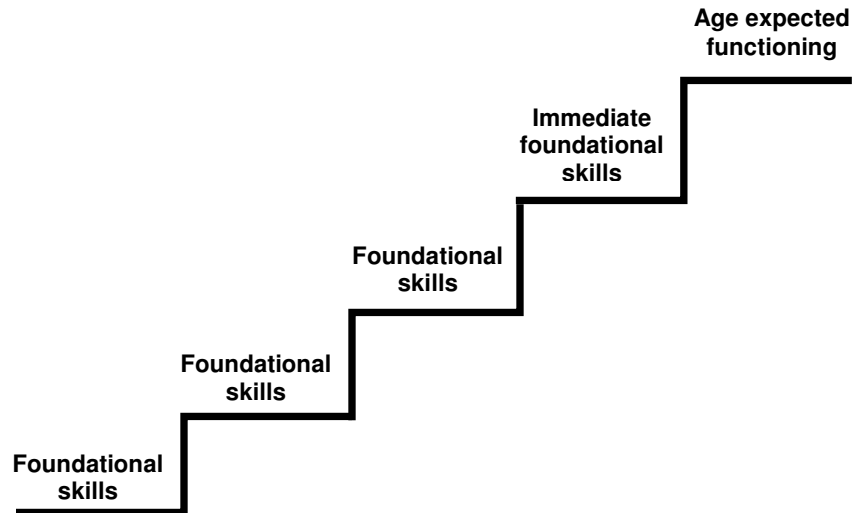 Age expected
functioning
Immediate
foundational
skills
Foundational
skills
Foundational
skills
Foundational
skills